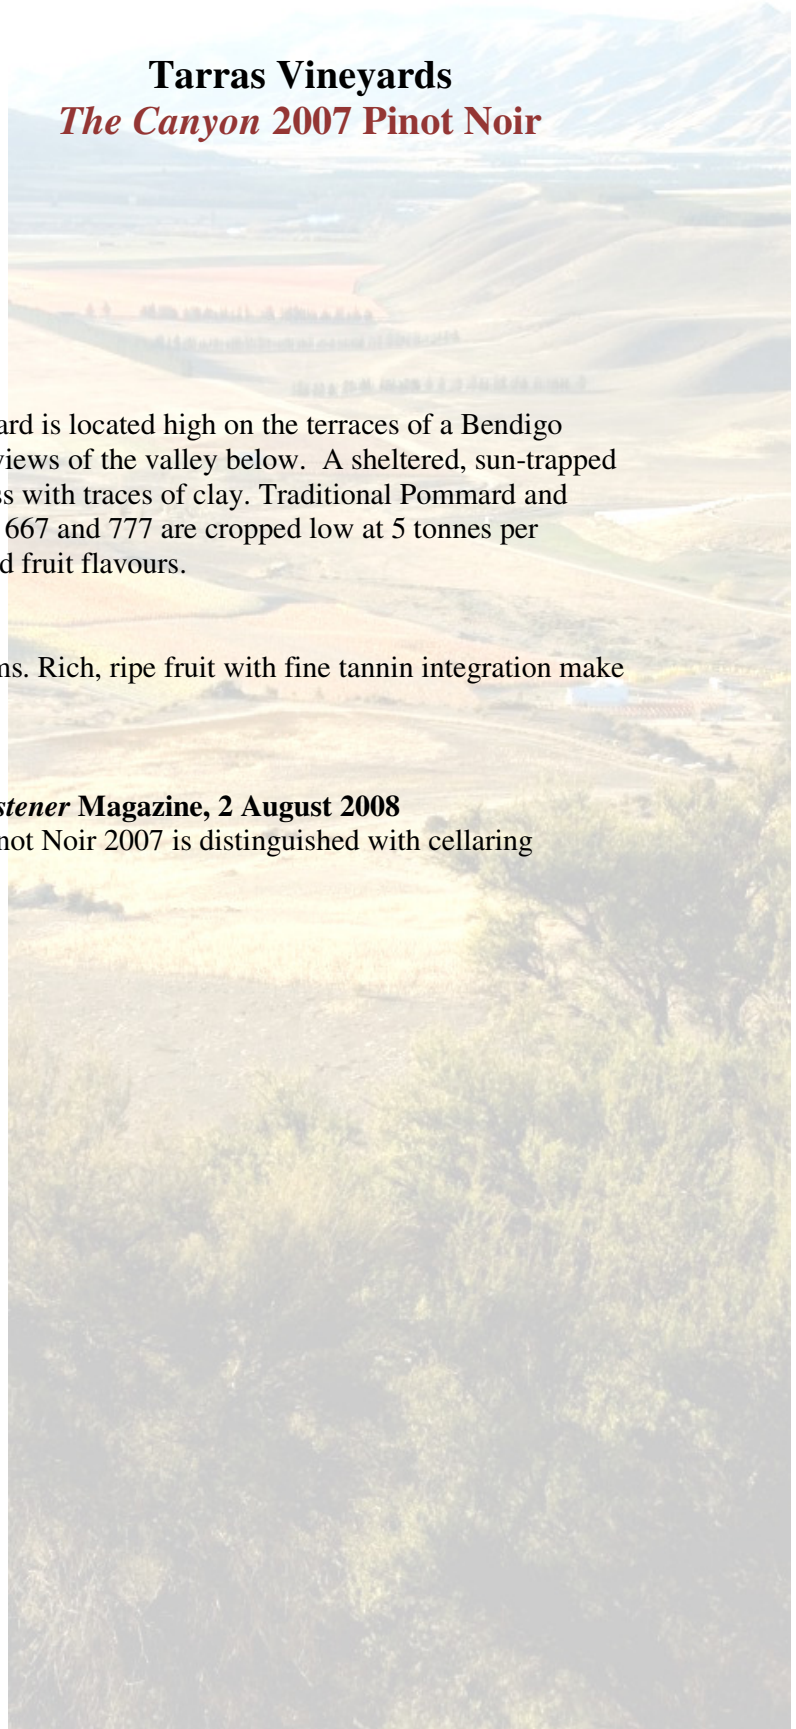 Tarras Vineyards
The Canyon 2007 Pinot Noir
ard is located high on the terraces of a Bendigo
views of the valley below. A sheltered, sun-trapped
ss with traces of clay. Traditional Pommard and
667 and 777 are cropped low at 5 tonnes per
d fruit flavours.
ns. Rich, ripe fruit with fine tannin integration make
stener Magazine, 2 August 2008
not Noir 2007 is distinguished with cellaring